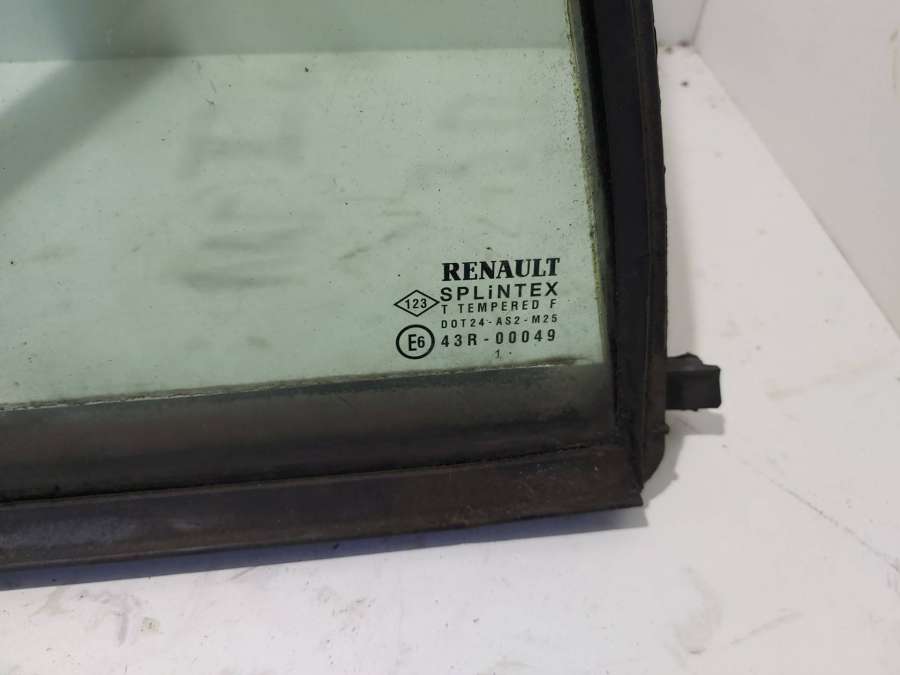 RENAULT
SPLiNTEX
123
T TEMPERED F
DOT24-AS2-M25
E6 43R-00049
1